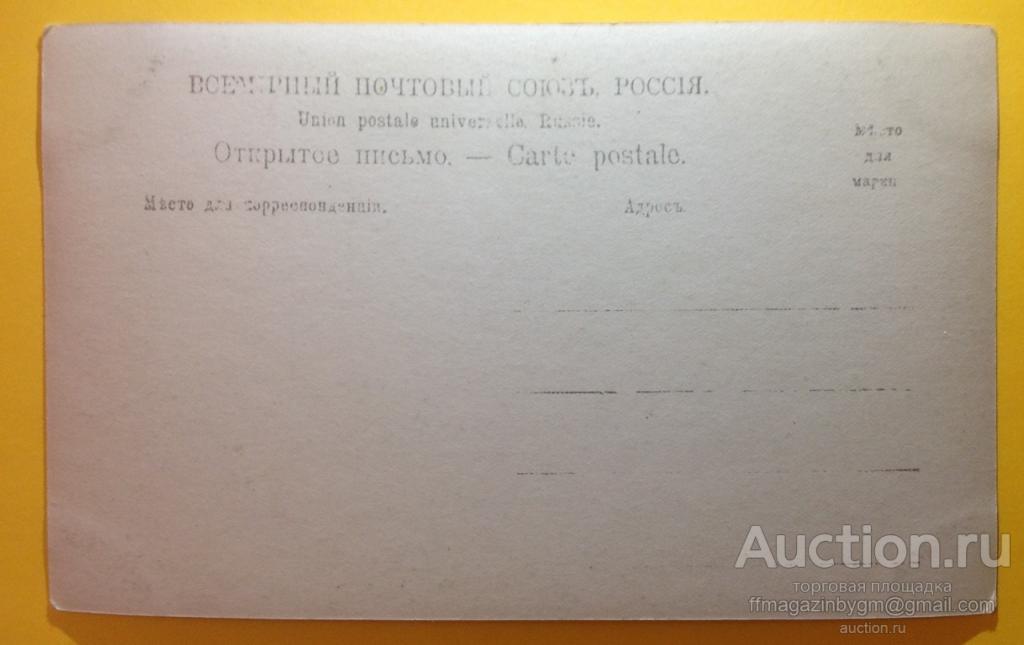 ВСЕМІРНЫЙ ПОЧТОВЫЙ СОЮЗЪ, РОССІЯ.
Union postale universelle, Russie.
Открытое письмо. — Carte postale.
Мѣсто
для
марки
Мѣсто для корреспонденціи.
Адресъ.
Auction.ru
торговая площадка
ffmagazinbygm@gmail.com
auction.ru